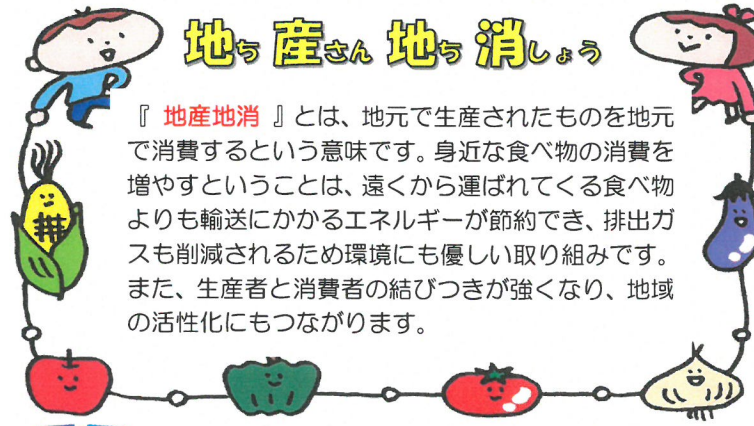 地ち産さん地ち消しょう
『 地産地消 』とは、地元で生産されたものを地元
で消費するという意味です。身近な食べ物の消費を
増やすということは、遠くから運ばれてくる食べ物
よりも輸送にかかるエネルギーが節約でき、排出ガ
スも削減されるため環境にも優しい取り組みです。
また、生産者と消費者の結びつきが強くなり、地域
の活性化にもつながります。